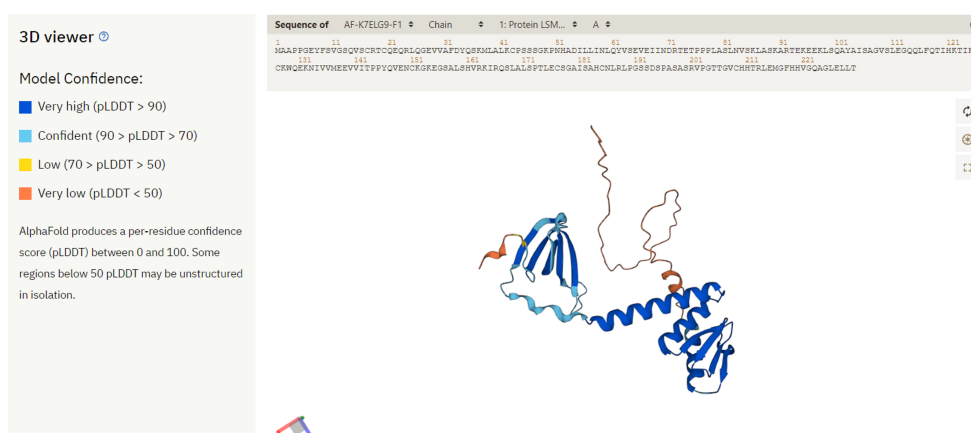 3D viewer
Model Confidence:
Very high (pLDDT > 90)
Confident (90 > pLDDT > 70)
Low (70 > pLDDT > 50)
Very low (pLDDT < 50)
AlphaFold produces a per-residue confidence
score (pLDDT) between 0 and 100. Some
regions below 50 pLDDT may be unstructured
in isolation.
Sequence of AF-K7ELG9-F1 Chain 1: Protein LSM... A
1 11 21 31 41 51 61 71 81 91 101 111 121
MAAPPGEYFSVGSQVSCRTCQEQRLQGEVVAFDYQSKMLALKCPSSSGKPNHADILLINLQYVSEVEIINDRTETPPPLASLNVSKLASKARTEKEEKLSQAYAISAGVSLEGQQLFQTIHKTIK
131 141 151 161 171 181 191 201 211 221
CKWQEKNIVVMEEVVITPPYQVENCKGKEGSALSHVRKIRQSLALSPTLECSGAISAHCNLRLPGSSDSPASASRVPGTTGVCHHTRLEMGFHHVGQAGLELLT